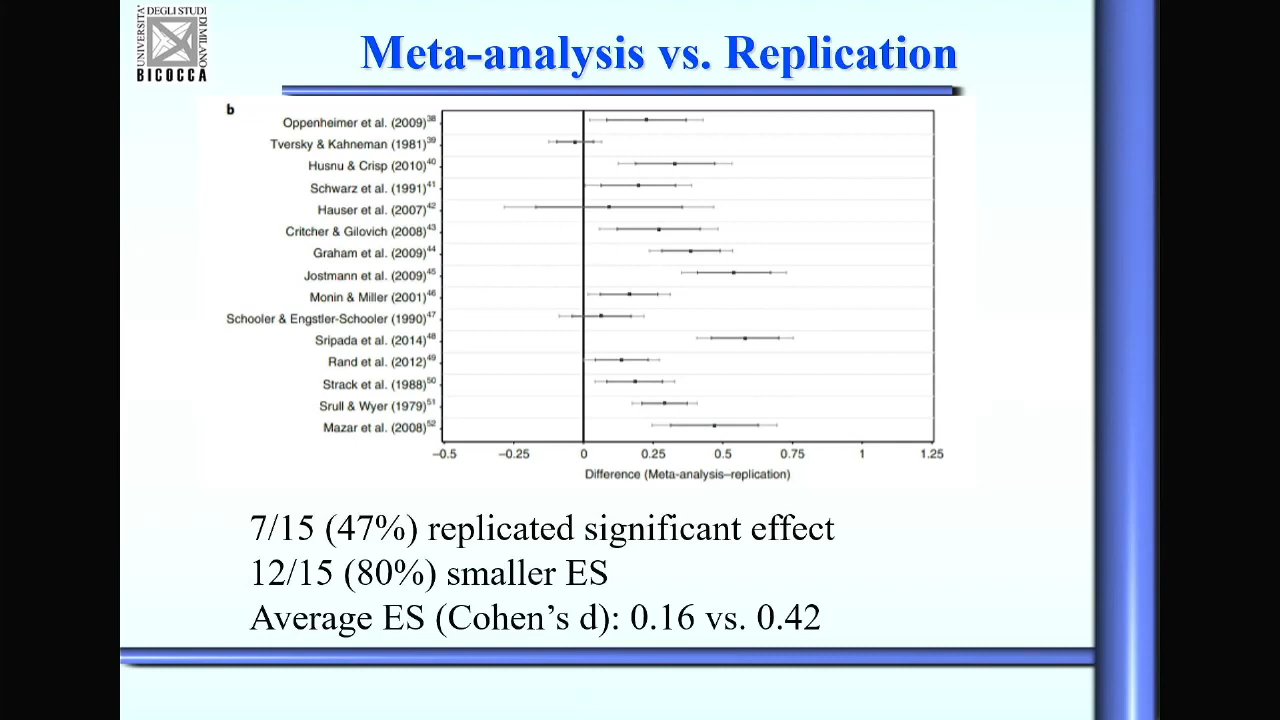 UNIVERSITA' DEGLI STUDI DI MILANO
BICOCCA
Meta-analysis vs. Replication
b
Oppenheimer et al. (2009)³⁸
Tversky & Kahneman (1981)³⁹
Husnu & Crisp (2010)⁴⁰
Schwarz et al. (1991)⁴¹
Hauser et al. (2007)⁴²
Critcher & Gilovich (2008)⁴³
Graham et al. (2009)⁴⁴
Jostmann et al. (2009)⁴⁵
Monin & Miller (2001)⁴⁶
Schooler & Engstler-Schooler (1990)⁴⁷
Sripada et al. (2014)⁴⁸
Rand et al. (2012)⁴⁹
Strack et al. (1988)⁵⁰
Srull & Wyer (1979)⁵¹
Mazar et al. (2008)⁵²
−0.5 −0.25 0 0.25 0.5 0.75 1 1.25
Difference (Meta-analysis–replication)
7/15 (47%) replicated significant effect
12/15 (80%) smaller ES
Average ES (Cohen’s d): 0.16 vs. 0.42